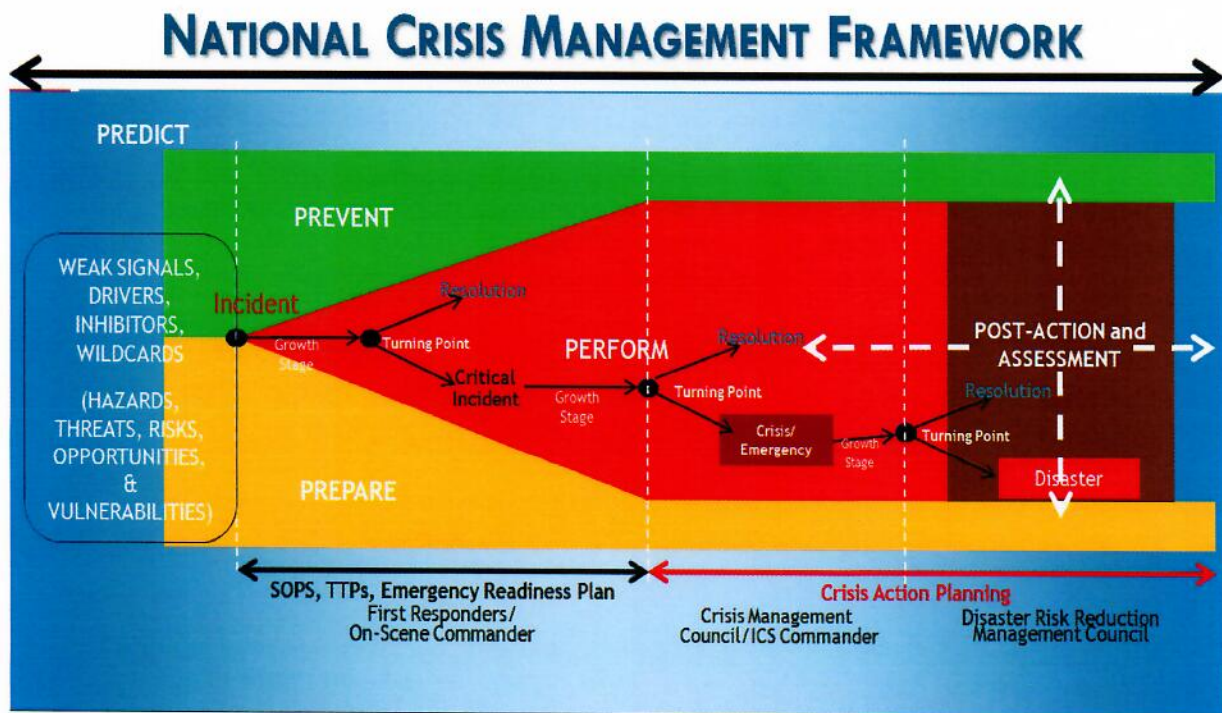 NATIONAL CRISIS MANAGEMENT FRAMEWORK
PREDICT
PREVENT
WEAK SIGNALS,
DRIVERS,
INHIBITORS,
WILDCARDS
(HAZARDS,
THREATS, RISKS,
OPPORTUNITIES,
&
VULNERABILITIES)
Incident
Growth
Stage
Turning Point
Resolution
Critical
Incident
Growth
Stage
PERFORM
Resolution
Turning Point
Crisis/
Emergency
Growth
Stage
POST-ACTION and
ASSESSMENT
Resolution
Turning Point
Disaster
PREPARE
SOPS, TTPs, Emergency Readiness Plan
First Responders/
On-Scene Commander
Crisis Action Planning
Crisis Management
Council/ICS Commander
Disaster Risk Reduction
Management Council